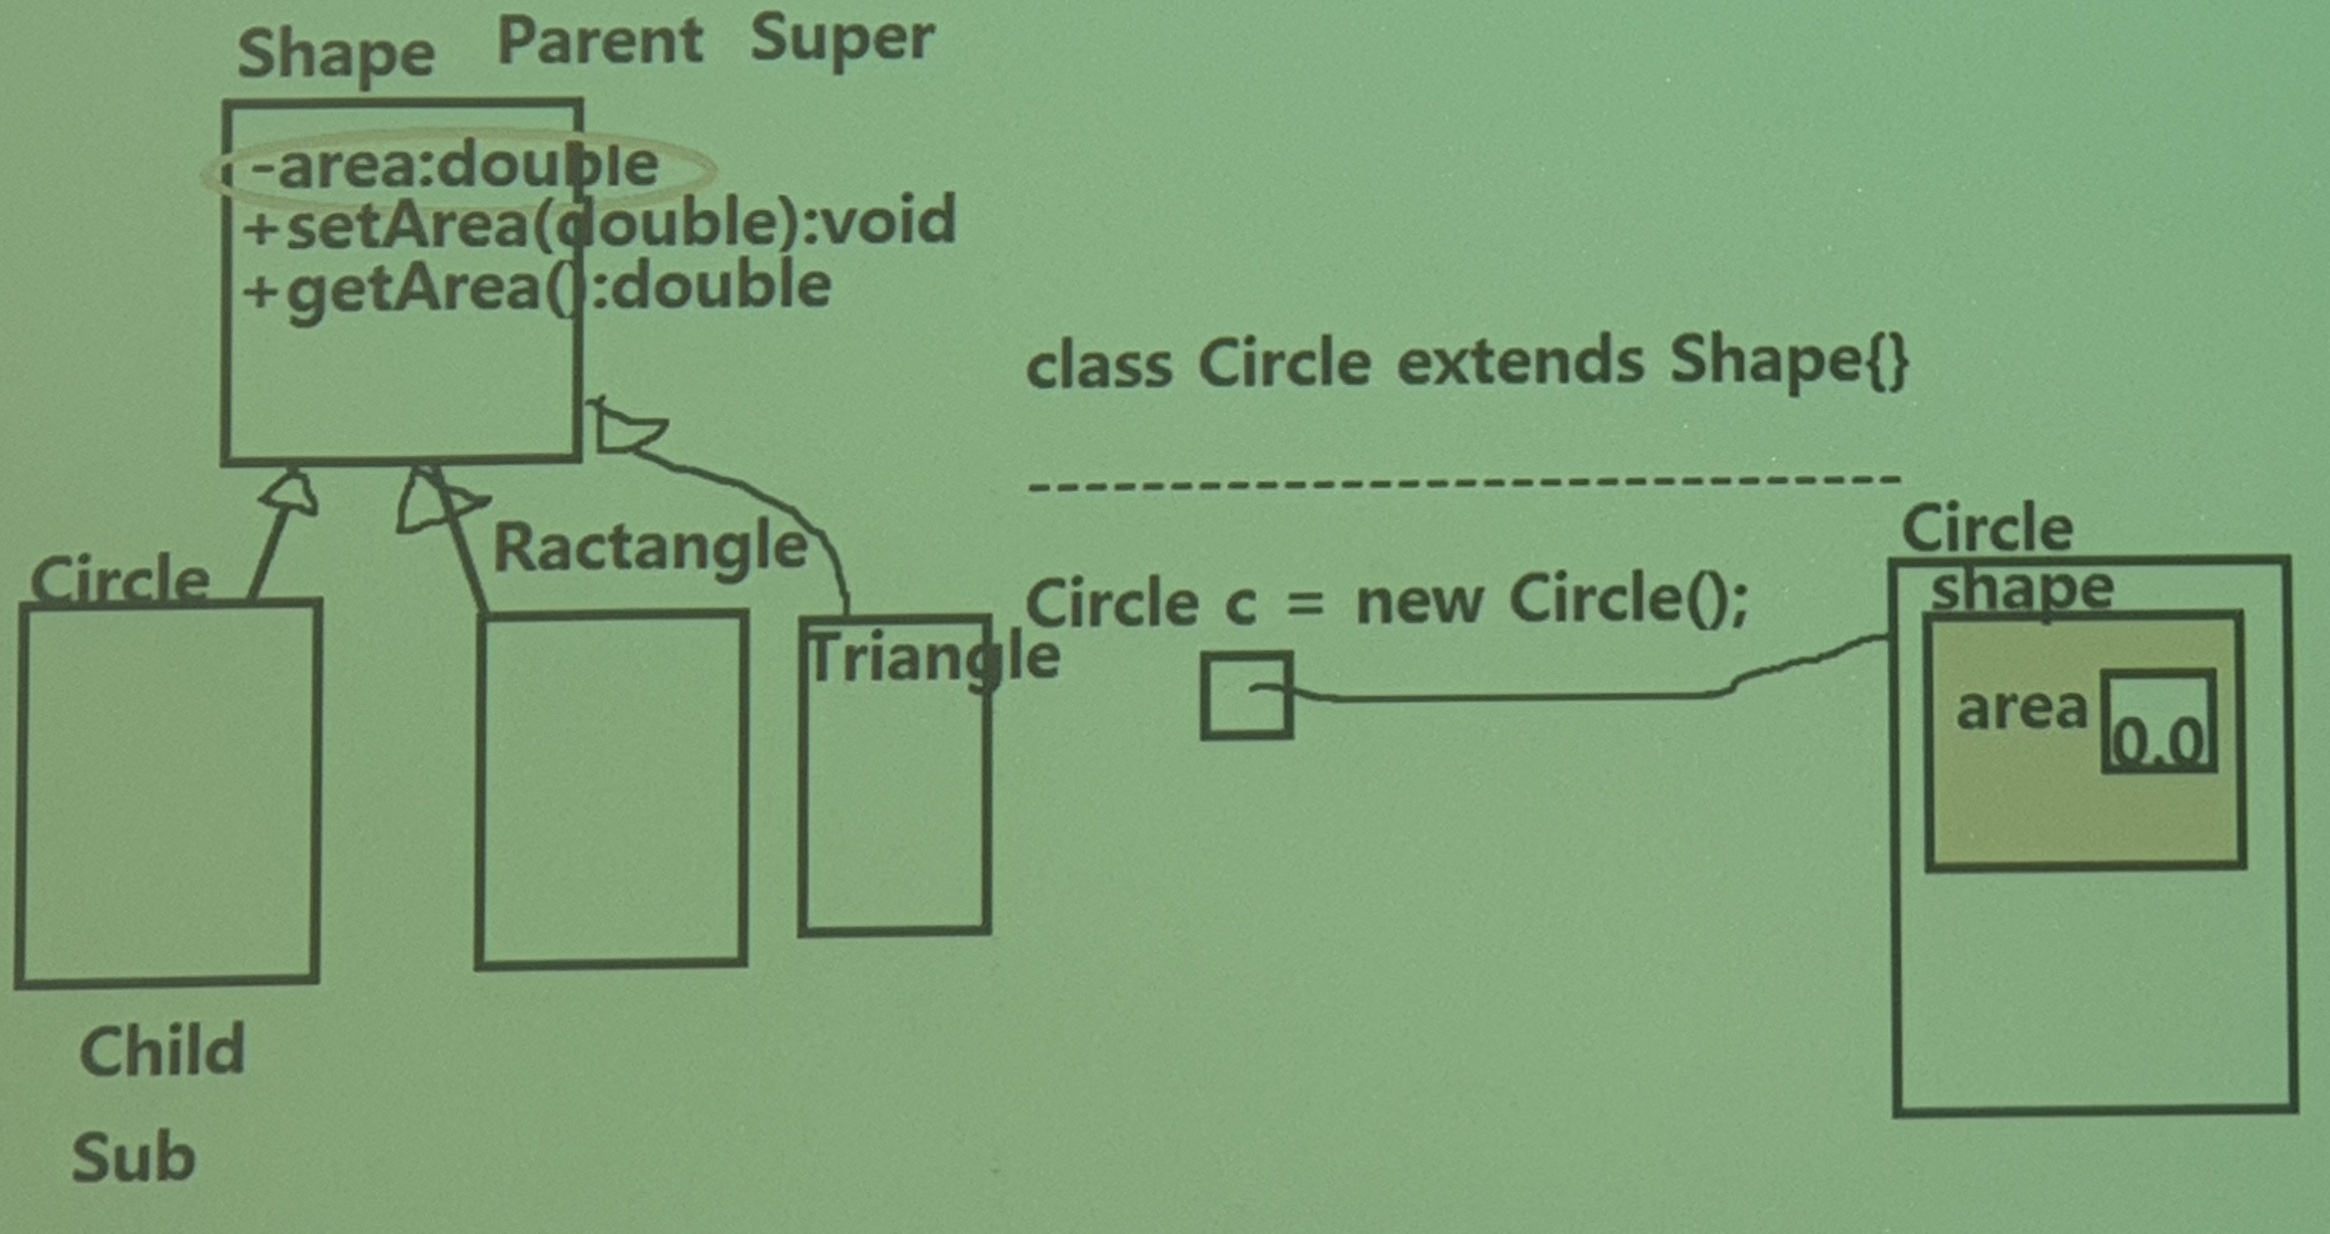 Shape Parent Super
-area:double
+setArea(double):void
+getArea():double
class Circle extends Shape{}
-------------------------------
Circle
Ractangle
Triangle
Child
Sub
Circle c = new Circle();
Circle
shape
area 0.0